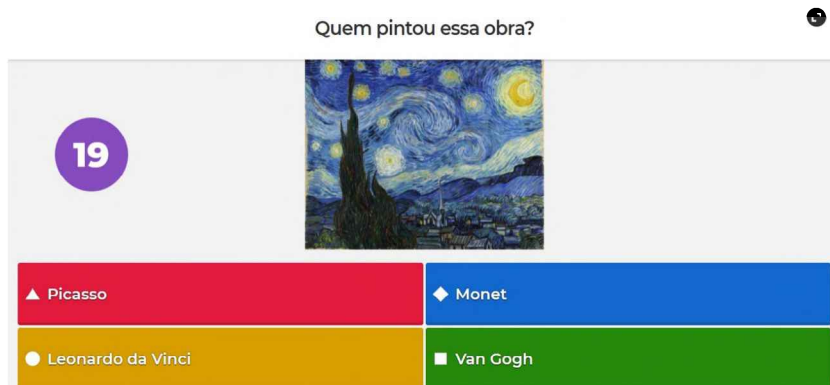 Quem pintou essa obra?
19
Picasso
Monet
Leonardo da Vinci
Van Gogh